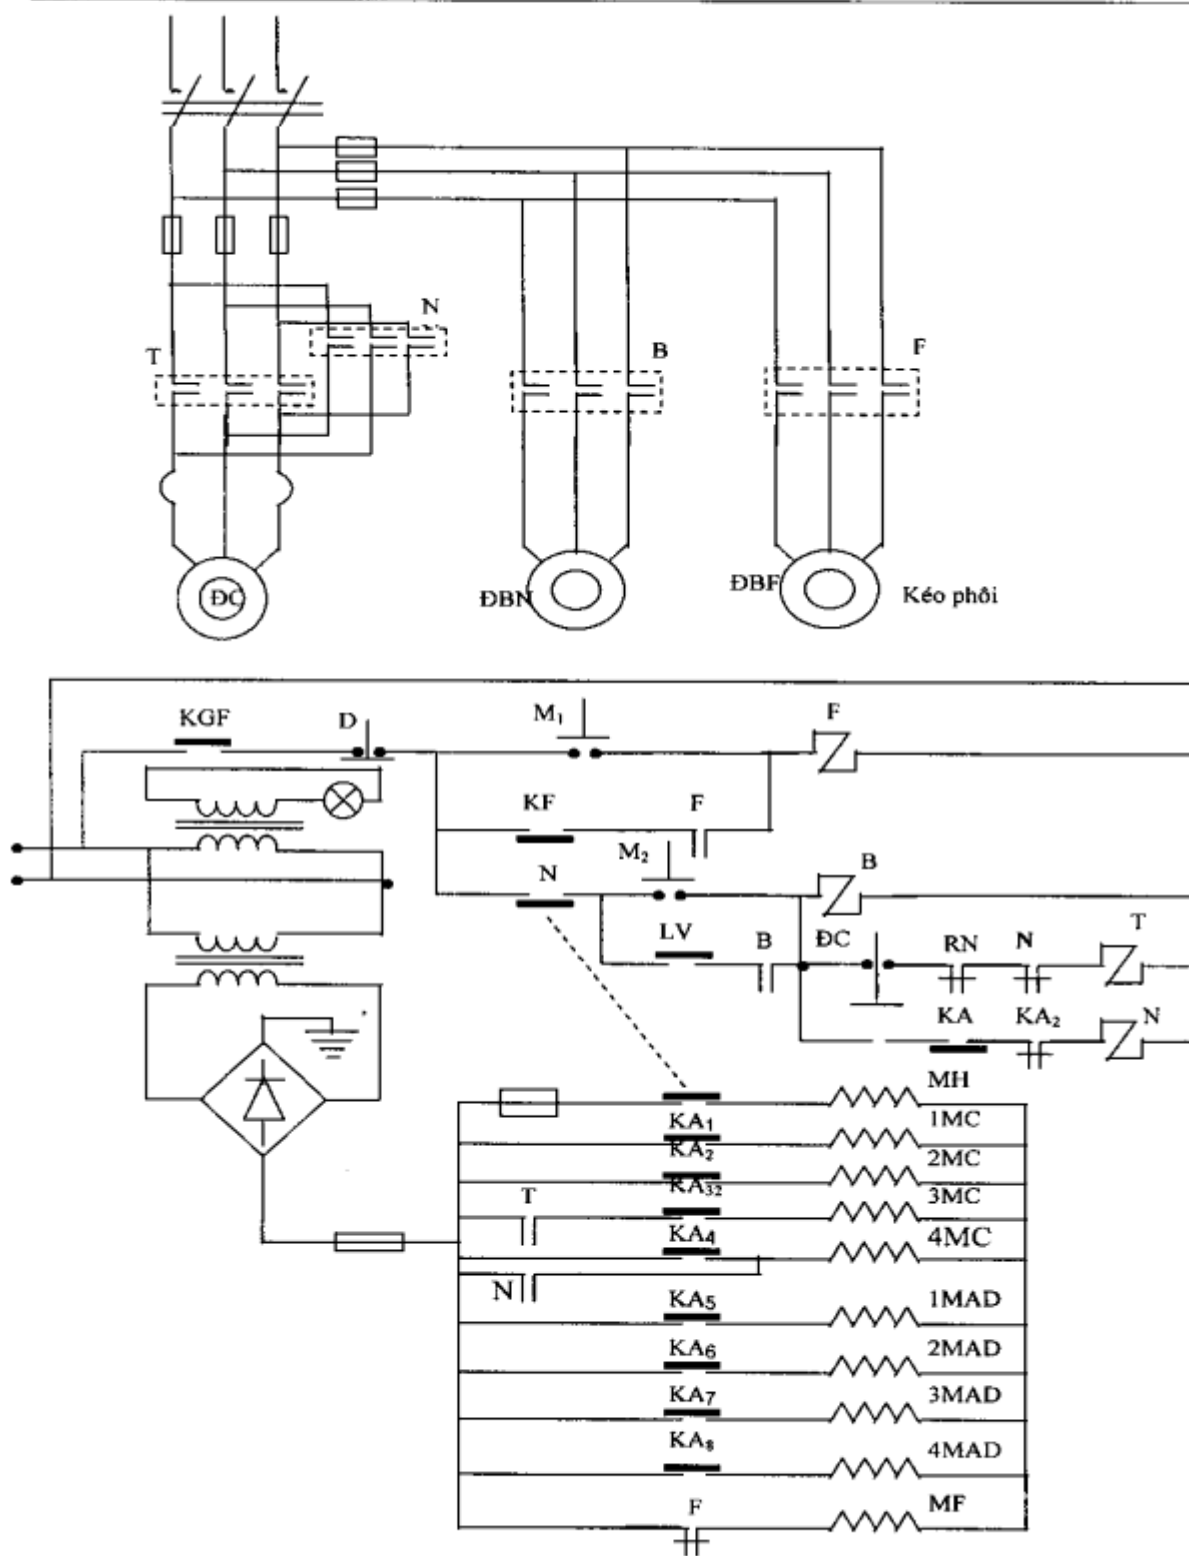 N
T
B
F
ĐC
ĐBN
ĐBF
Kéo phôi
KGF
D
M₁
F
KF
F
M₂
N
B
LV
B
ĐC
RN
N
T
KA
KA₂
N
MH
KA₁
1MC
KA₂
2MC
KA₃₂
3MC
T
KA₄
4MC
N
KA₅
1MAD
KA₆
2MAD
KA₇
3MAD
KA₈
4MAD
F
MF